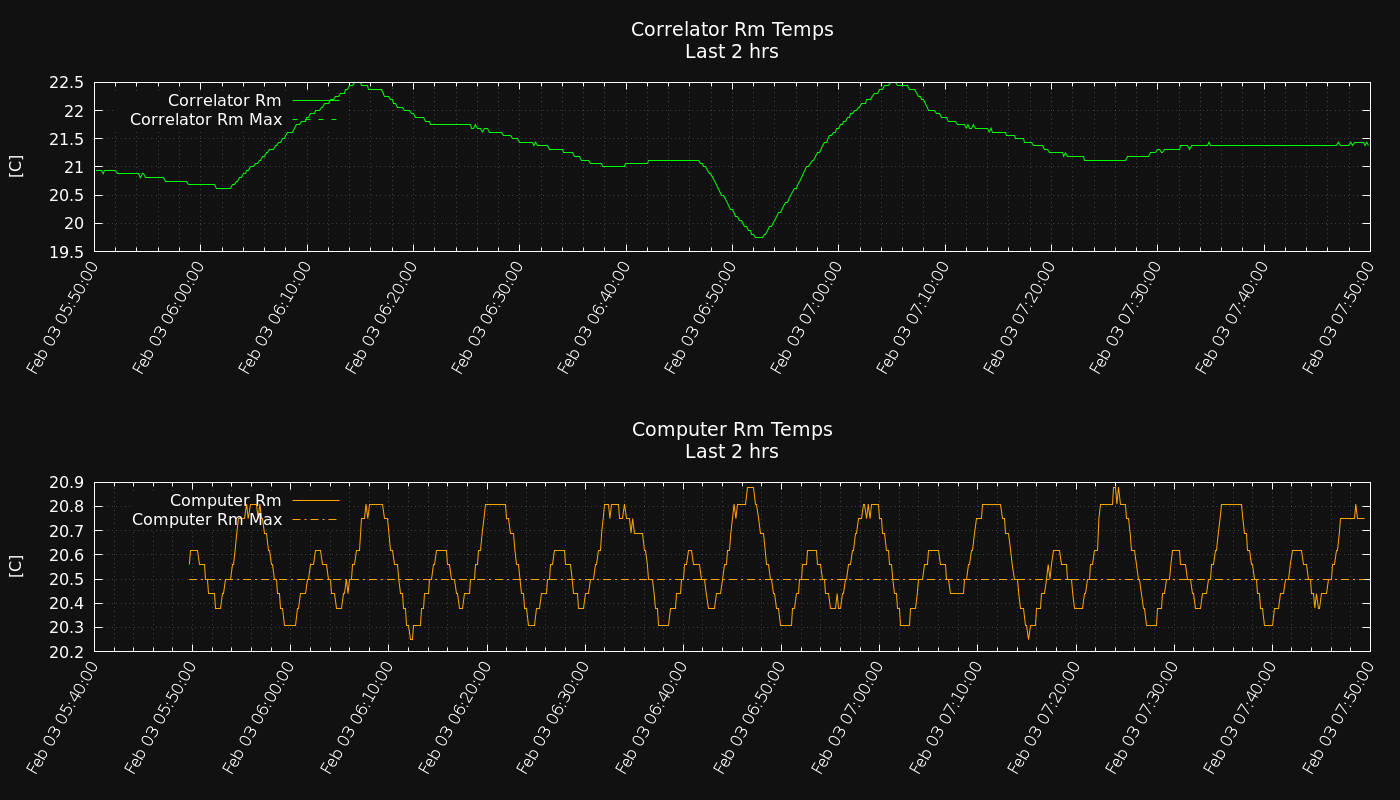 Correlator Rm Temps
Last 2 hrs
22.5
22
21.5
21
20.5
20
19.5
[C]
Correlator Rm
Correlator Rm Max
Feb 03 05:50:00
Feb 03 06:00:00
Feb 03 06:10:00
Feb 03 06:20:00
Feb 03 06:30:00
Feb 03 06:40:00
Feb 03 06:50:00
Feb 03 07:00:00
Feb 03 07:10:00
Feb 03 07:20:00
Feb 03 07:30:00
Feb 03 07:40:00
Feb 03 07:50:00
Computer Rm Temps
Last 2 hrs
20.9
20.8
20.7
20.6
20.5
20.4
20.3
20.2
[C]
Computer Rm
Computer Rm Max
Feb 03 05:40:00
Feb 03 05:50:00
Feb 03 06:00:00
Feb 03 06:10:00
Feb 03 06:20:00
Feb 03 06:30:00
Feb 03 06:40:00
Feb 03 06:50:00
Feb 03 07:00:00
Feb 03 07:10:00
Feb 03 07:20:00
Feb 03 07:30:00
Feb 03 07:40:00
Feb 03 07:50:00